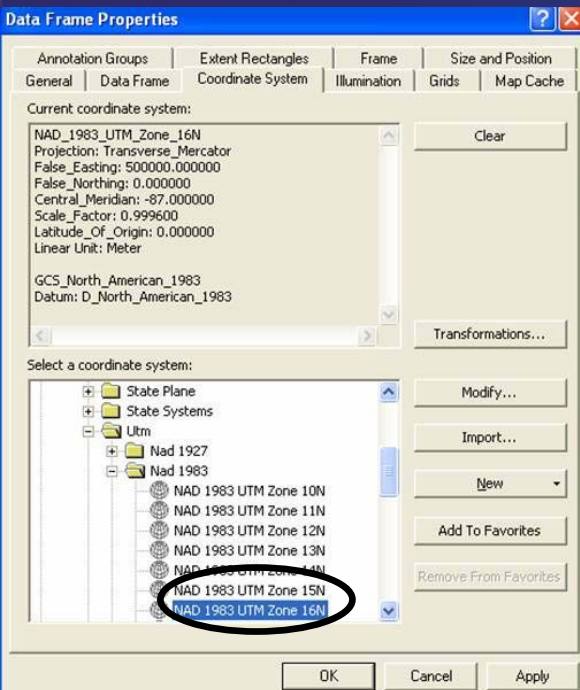 Data Frame Properties
Annotation Groups Extent Rectangles Frame Size and Position
General Data Frame Coordinate System Illumination Grids Map Cache
Current coordinate system:
NAD_1983_UTM_Zone_16N
Projection: Transverse_Mercator
False_Easting: 500000.000000
False_Northing: 0.000000
Central_Meridian: -87.000000
Scale_Factor: 0.999600
Latitude_Of_Origin: 0.000000
Linear Unit: Meter
GCS_North_American_1983
Datum: D_North_American_1983
Clear
Transformations...
Select a coordinate system:
State Plane
State Systems
Utm
Nad 1927
Nad 1983
NAD 1983 UTM Zone 10N
NAD 1983 UTM Zone 11N
NAD 1983 UTM Zone 12N
NAD 1983 UTM Zone 13N
NAD 1983 UTM Zone 14N
NAD 1983 UTM Zone 15N
NAD 1983 UTM Zone 16N
Modify...
Import...
New
Add To Favorites
Remove From Favorites
OK Cancel Apply